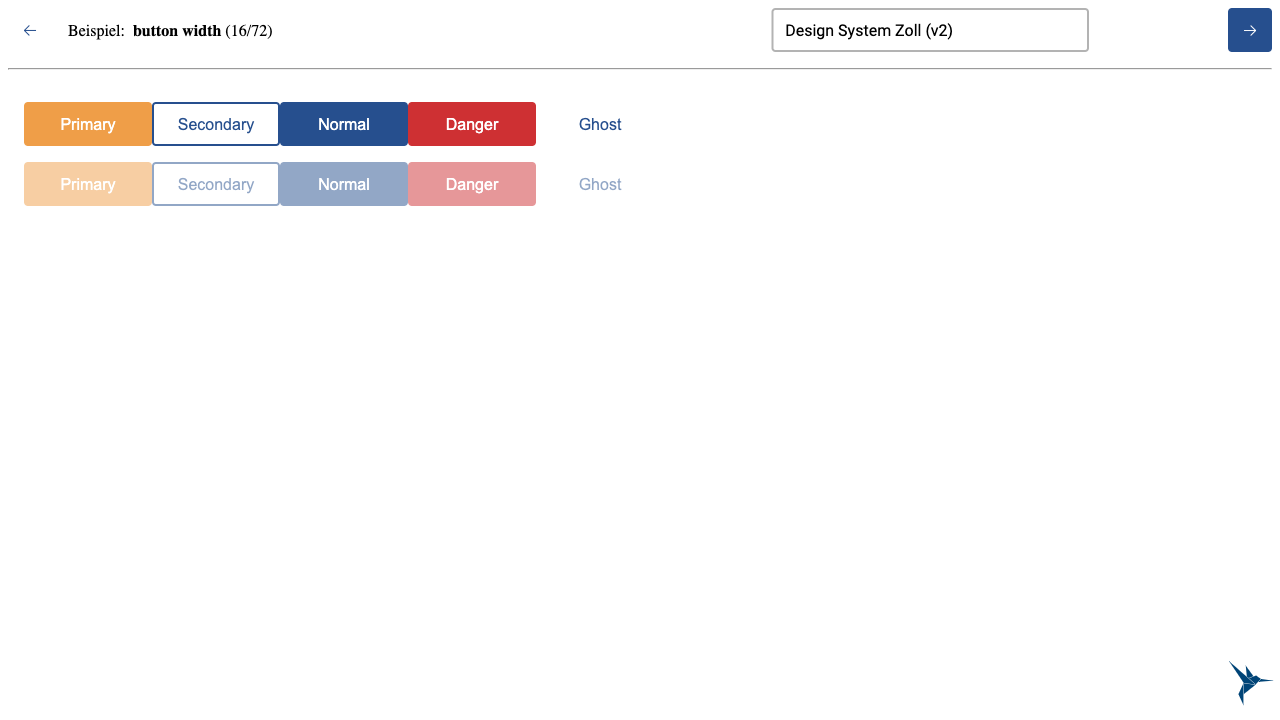 Beispiel: button width (16/72) Design System Zoll (v2)
Primary Secondary Normal Danger Ghost
Primary Secondary Normal Danger Ghost